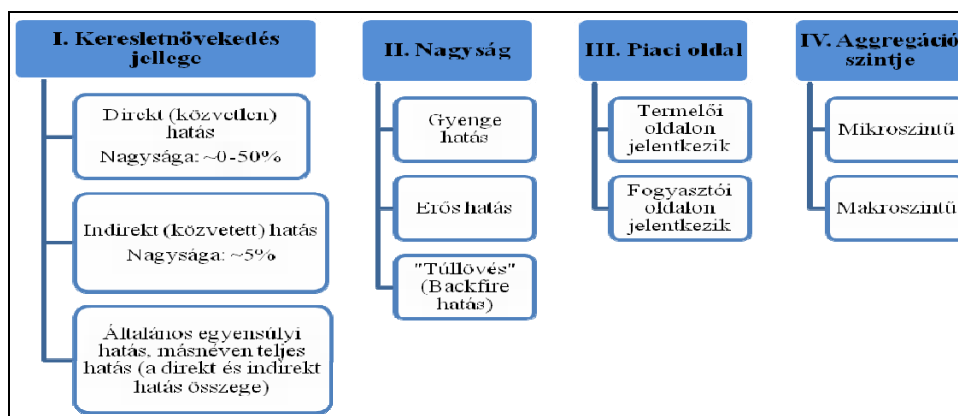 I. Keresletnövekedés
jellege
Direkt (közvetlen)
hatás
Nagysága: ~0-50%
Indirekt (közvetett) hatás
Nagysága: ~5%
Általános egyensúlyi
hatás, másnéven teljes
hatás (a direkt és indirekt
hatás összege)
II. Nagyság
Gyenge
hatás
Erős hatás
"Túllövés"
(Backfire
hatás)
III. Piaci oldal
Termelői
oldalon
jelentkezik
Fogyasztói
oldalon
jelentkezik
IV. Aggregáció
szintje
Mikroszintű
Makroszintű